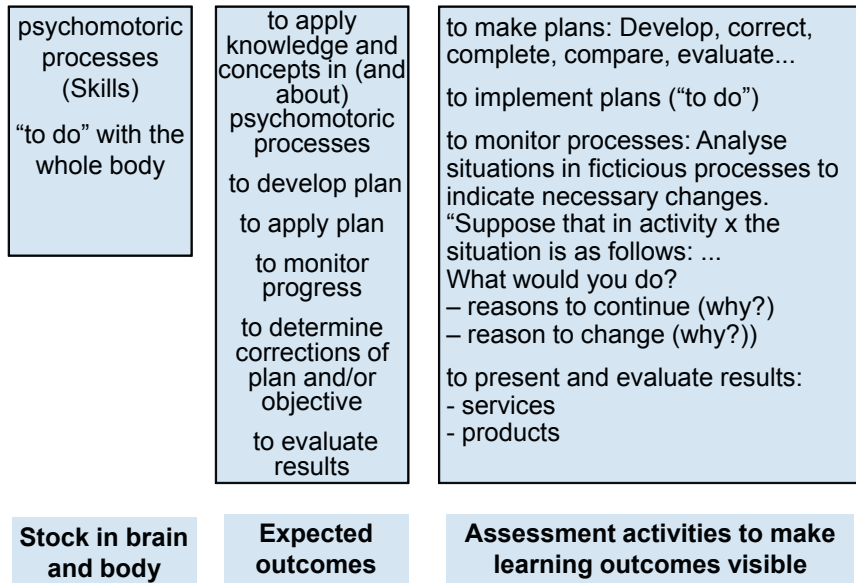 psychomotoric
processes
(Skills)
“to do” with the
whole body
to apply
knowledge and
concepts in (and
about)
psychomotoric
processes
to develop plan
to apply plan
to monitor
progress
to determine
corrections of
plan and/or
objective
to evaluate
results
to make plans: Develop, correct,
complete, compare, evaluate...
to implement plans (“to do”)
to monitor processes: Analyse
situations in ficticious processes to
indicate necessary changes.
“Suppose that in activity x the
situation is as follows: ...
What would you do?
– reasons to continue (why?)
– reason to change (why?))
to present and evaluate results:
- services
- products
Stock in brain
and body
Expected
outcomes
Assessment activities to make
learning outcomes visible